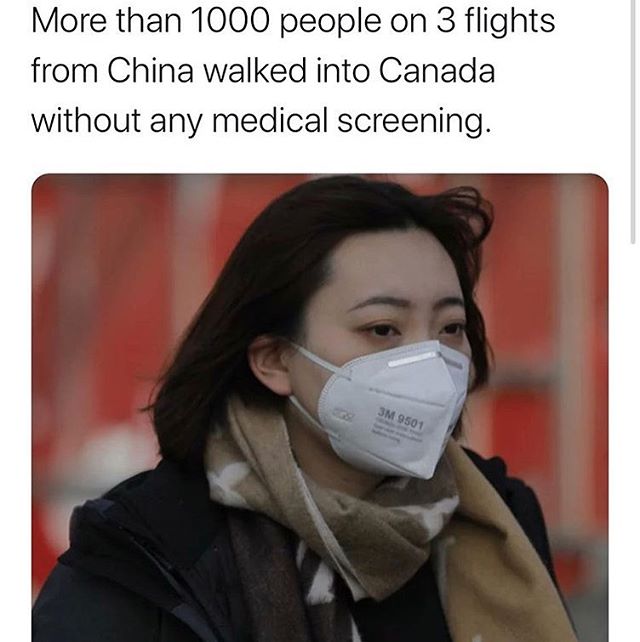 More than 1000 people on 3 flights
from China walked into Canada
without any medical screening.
3M 9501